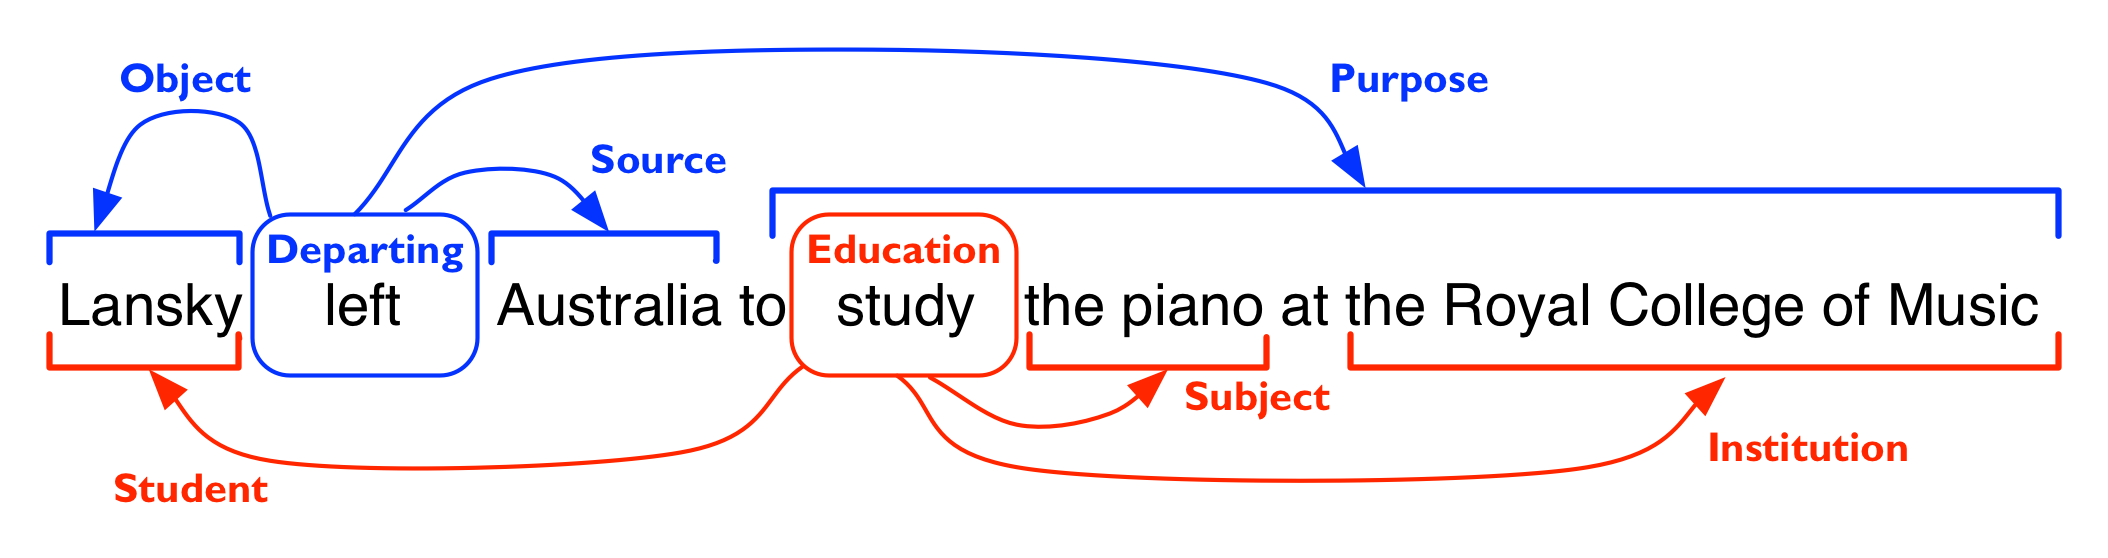 Object
Purpose
Source
Departing
Education
Lansky left Australia to study the piano at the Royal College of Music
Subject
Institution
Student